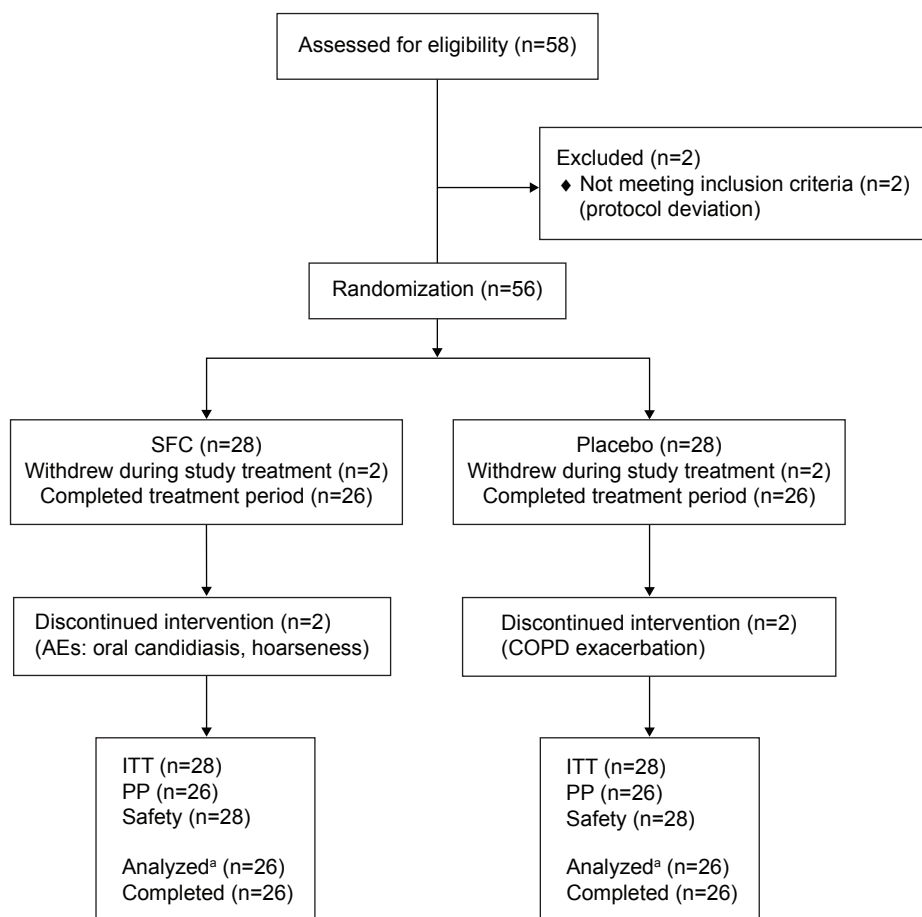 Assessed for eligibility (n=58)
Excluded (n=2)
♦ Not meeting inclusion criteria (n=2)
(protocol deviation)
Randomization (n=56)
SFC (n=28)
Withdrew during study treatment (n=2)
Completed treatment period (n=26)
Placebo (n=28)
Withdrew during study treatment (n=2)
Completed treatment period (n=26)
Discontinued intervention (n=2)
(AEs: oral candidiasis, hoarseness)
Discontinued intervention (n=2)
(COPD exacerbation)
ITT (n=28)
PP (n=26)
Safety (n=28)
Analyzedᵃ (n=26)
Completed (n=26)
ITT (n=28)
PP (n=26)
Safety (n=28)
Analyzedᵃ (n=26)
Completed (n=26)